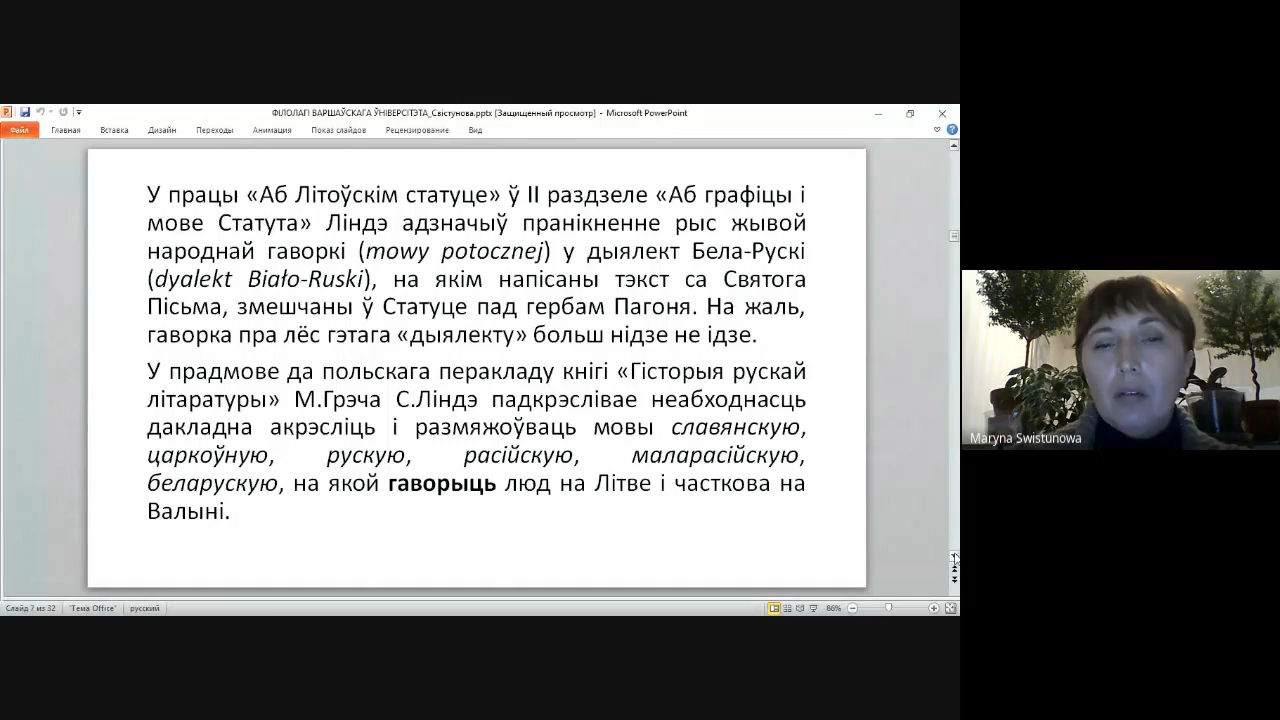 ФІЛОЛАГІ ВАРШАЎСКАГА ЎНІВЕРСІТЭТА_Свістунова.pptx [Защищенный просмотр] - Microsoft PowerPoint
Файл Главная Вставка Дизайн Переходы Анимация Показ слайдов Рецензирование Вид
У працы «Аб Літоўскім статуце» ў ІІ раздзеле «Аб графіцы і
мове Статута» Ліндэ адзначыў пранікненне рыс жывой
народнай гаворкі (mowy potocznej) у дыялект Бела-Рускі
(dyalekt Biało-Ruski), на якім напісаны тэкст са Святога
Пісьма, змешчаны ў Статуце пад гербам Пагоня. На жаль,
гаворка пра лёс гэтага «дыялекту» больш нідзе не ідзе.
У прадмове да польскага перакладу кнігі «Гісторыя рускай
літаратуры» М.Грэча С.Ліндэ падкрэслівае неабходнасць
дакладна акрэсліць і размяжоўваць мовы славянскую,
царкоўную, рускую, расійскую, маларасійскую,
беларускую, на якой гаворыць люд на Літве і часткова на
Валыні.
Maryna Swistunowa
Слайд 7 из 32 "Тема Office" русский 86%